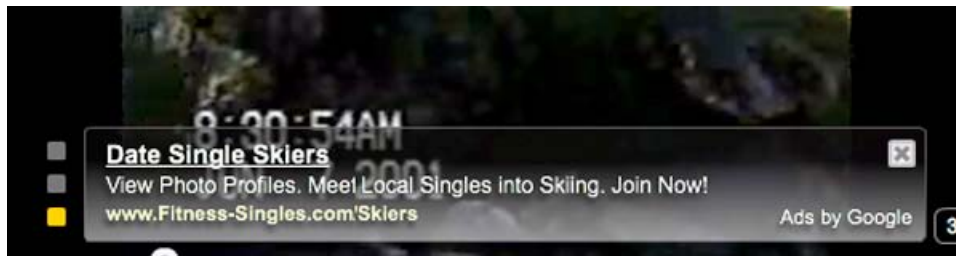 8:30:54AM
Date Single Skiers
2001
View Photo Profiles. Meet Local Singles into Skiing. Join Now!
www.Fitness-Singles.com/Skiers
Ads by Google
3